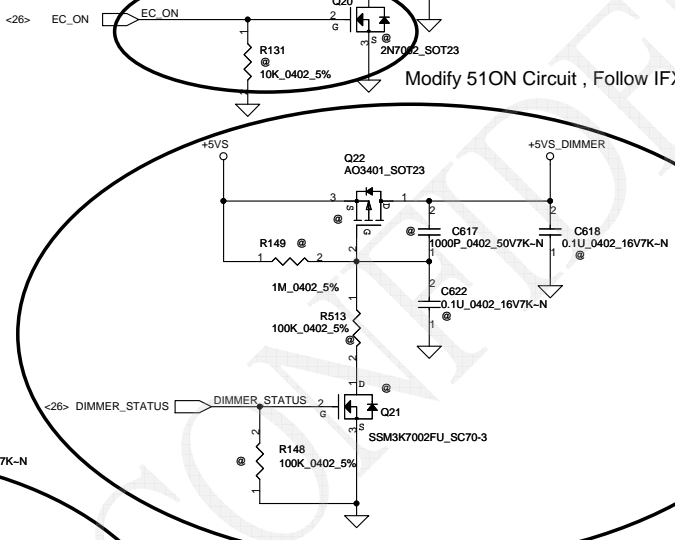 Q20
<26> EC_ON EC_ON 2
G
1
3 S @
R131 2N7002_SOT23
@
10K_0402_5%
2
Modify 51ON Circuit , Follow IFX
+5VS +5VS_DIMMER
Q22
AO3401_SOT23
3 S D 1 2 2
@ G @ C617 C618
1000P_0402_50V7K~N 0.1U_0402_16V7K~N
R149 @ 2 1 1 @
1 2
1M_0402_5% 2 C622
1 0.1U_0402_16V7K~N
R513 @
100K_0402_5% 1
@
2
1 D @
<26> DIMMER_STATUS DIMMER_STATUS 2
G Q21
3 S
2 SSM3K7002FU_SC70-3
R148
@ 100K_0402_5%
1
7K~N
CONFIDE